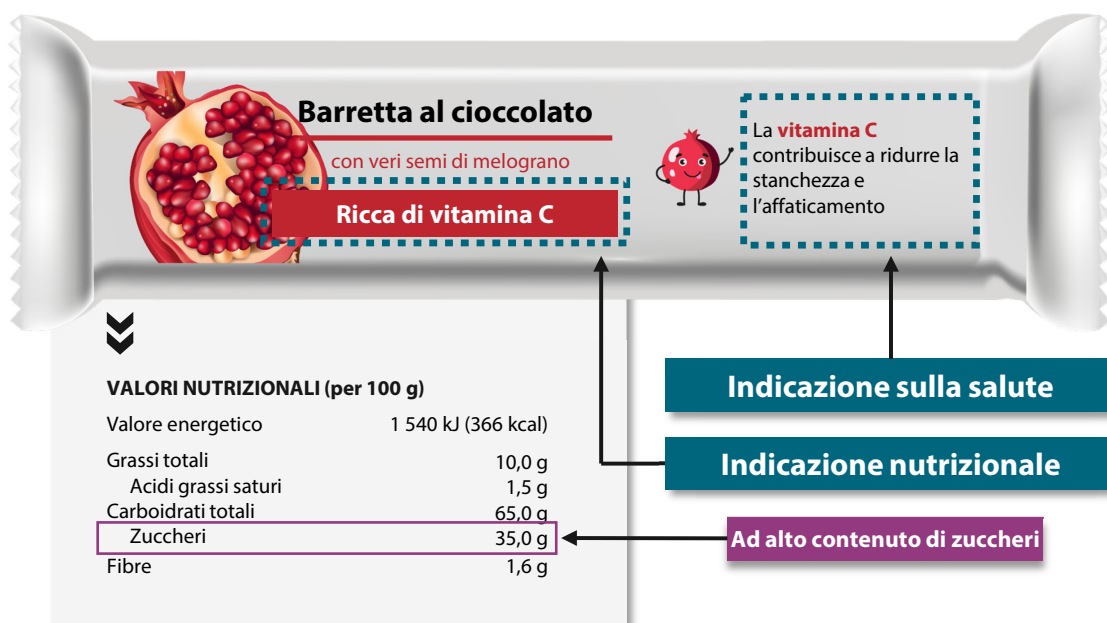 Barretta al cioccolato
con veri semi di melograno
Ricca di vitamina C
La vitamina C
contribuisce a ridurre la
stanchezza e
l'affaticamento
VALORI NUTRIZIONALI (per 100 g)
Valore energetico 1 540 kJ (366 kcal)
Grassi totali 10,0 g
Acidi grassi saturi 1,5 g
Carboidrati totali 65,0 g
Zuccheri 35,0 g
Fibre 1,6 g
Indicazione sulla salute
Indicazione nutrizionale
Ad alto contenuto di zuccheri